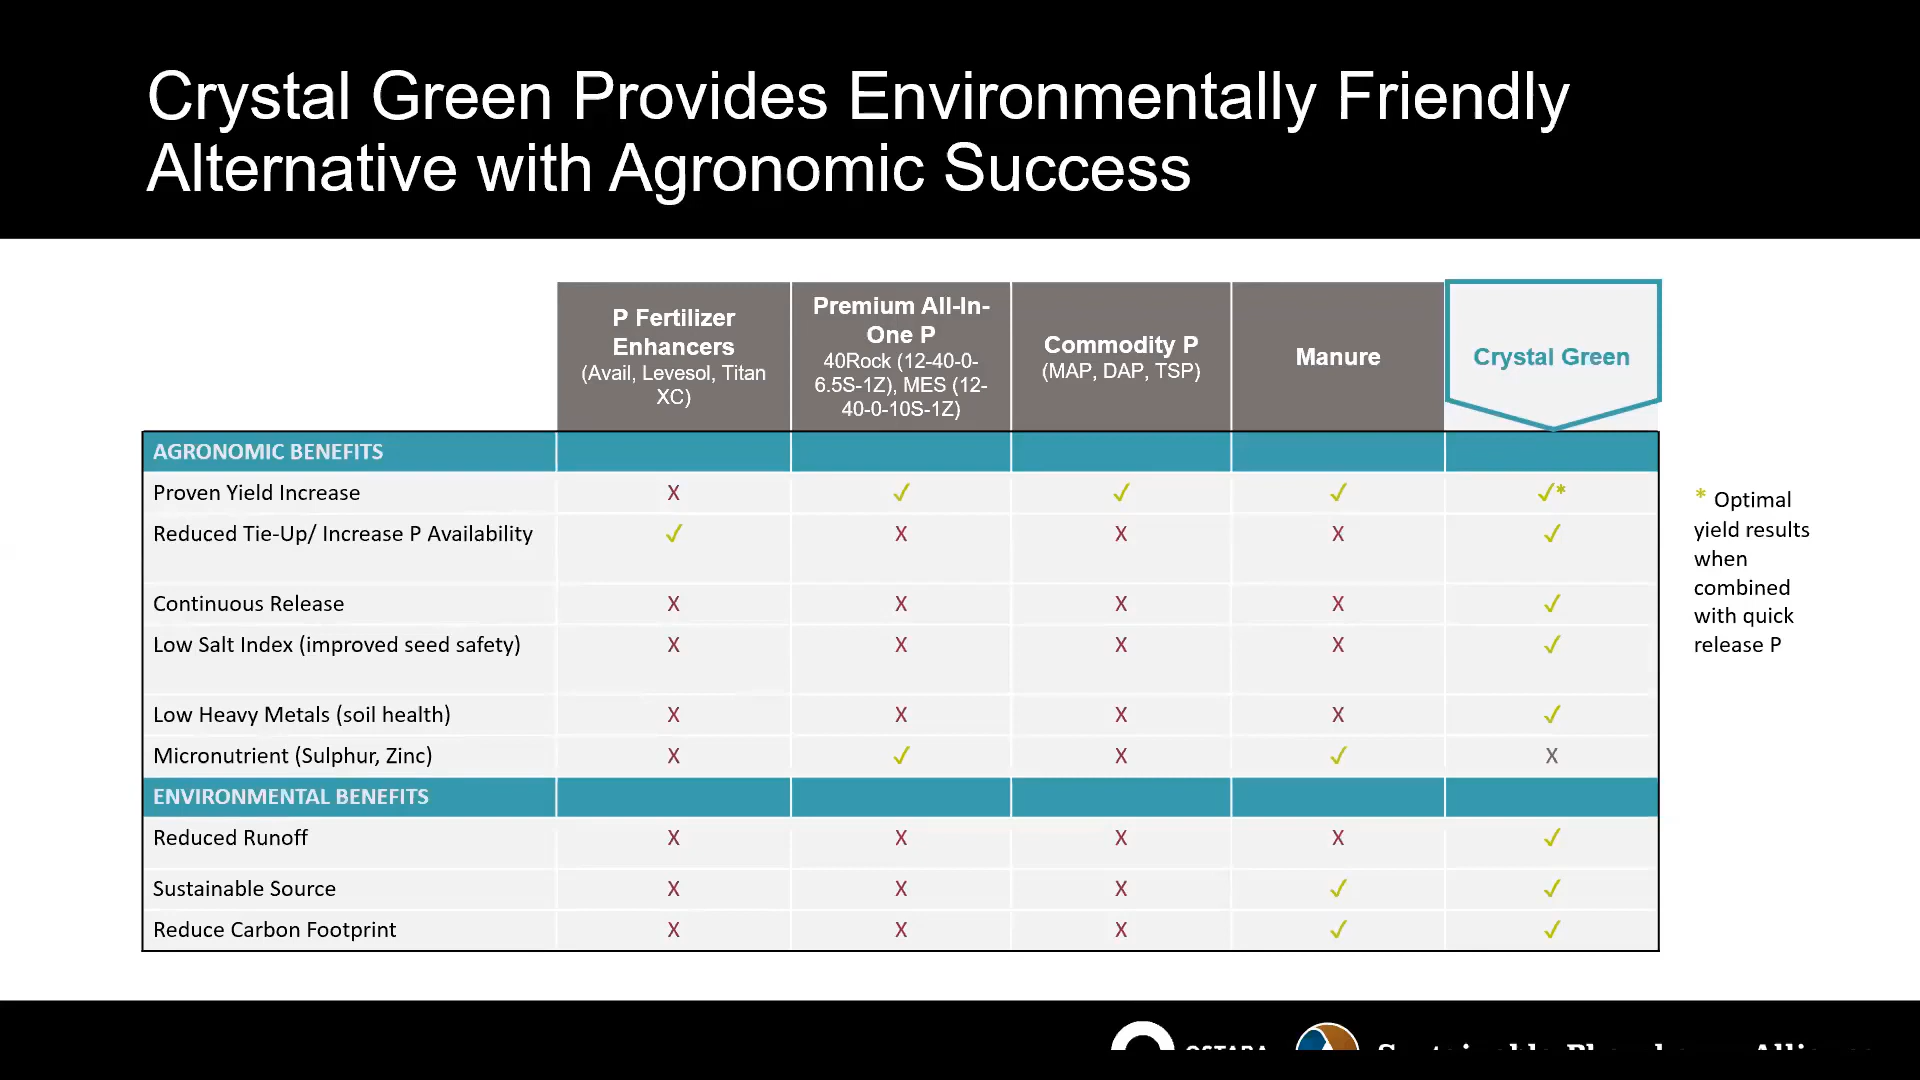 Crystal Green Provides Environmentally Friendly
Alternative with Agronomic Success
P Fertilizer
Enhancers
(Avail, Levesol, Titan
XC)
Premium All-In-
One P
40Rock (12-40-0-
6.5S-1Z), MES (12-
40-0-10S-1Z)
Commodity P
(MAP, DAP, TSP)
Manure
Crystal Green
AGRONOMIC BENEFITS
Proven Yield Increase X ✓ ✓ ✓ ✓*
Reduced Tie-Up/ Increase P Availability ✓ X X X ✓
Continuous Release X X X X ✓
Low Salt Index (improved seed safety) X X X X ✓
Low Heavy Metals (soil health) X X X X ✓
Micronutrient (Sulphur, Zinc) X ✓ X ✓ X
ENVIRONMENTAL BENEFITS
Reduced Runoff X X X X ✓
Sustainable Source X X X ✓ ✓
Reduce Carbon Footprint X X X ✓ ✓
* Optimal
yield results
when
combined
with quick
release P